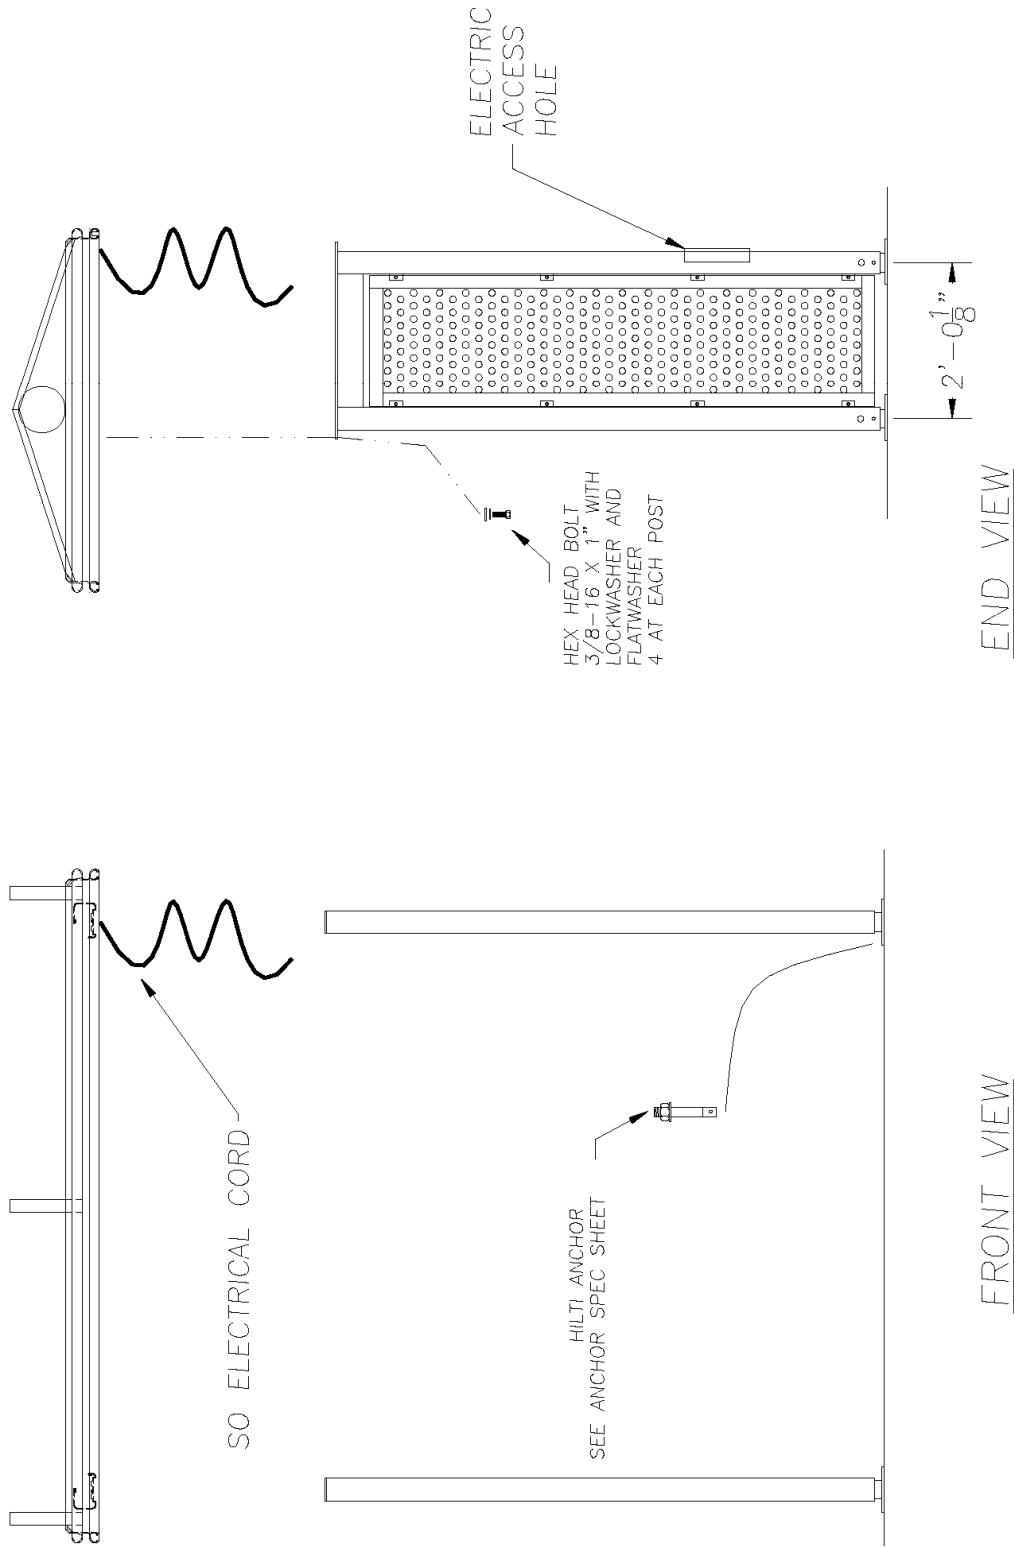 SO ELECTRICAL CORD
HILTI ANCHOR
SEE ANCHOR SPEC SHEET
FRONT VIEW
ELECTRIC
ACCESS
HOLE
HEX HEAD BOLT
3/8-16 X 1" WITH
LOCKWASHER AND
FLATWASHER
4 AT EACH POST
2'-0 1/8"
END VIEW